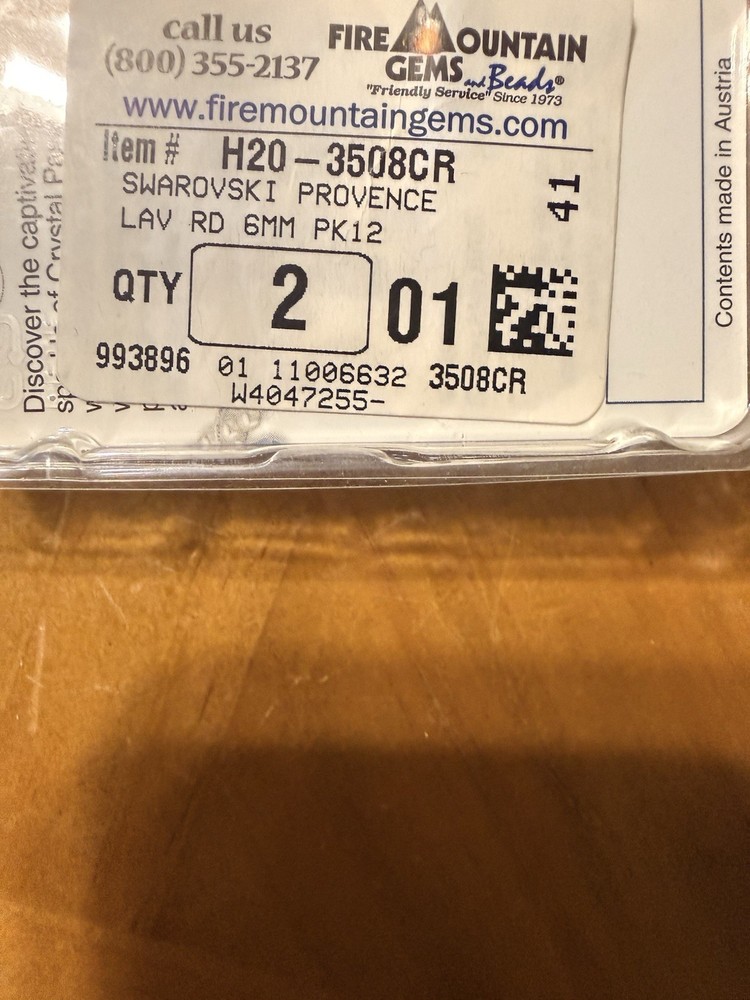 call us
(800) 355-2137
FIRE MOUNTAIN
GEMS and Beads®
"Friendly Service" Since 1973
www.firemountaingems.com
Item # H20-3508CR
SWAROVSKI PROVENCE
LAV RD 6MM PK12
41
QTY 2 01
993896 01 11006632 3508CR
W4047255-
Discover the
of Crystal
Contents made in Austria